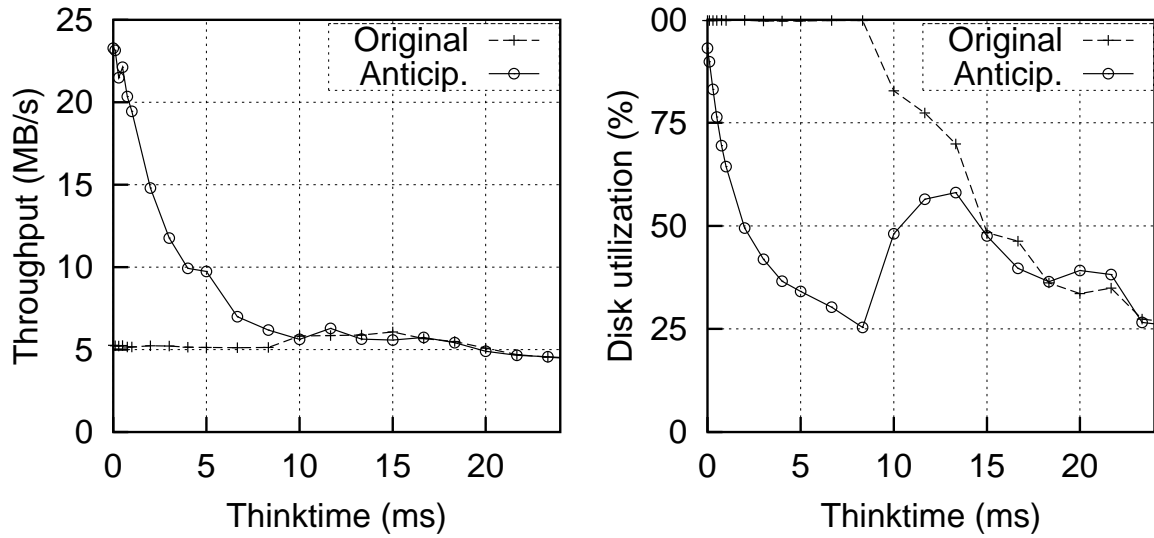 25
20
15
10
5
0
Throughput (MB/s)
Original
Anticip.
0 5 10 15 20
Thinktime (ms)
00
75
50
25
0
Disk utilization (%)
Original
Anticip.
0 5 10 15 20
Thinktime (ms)